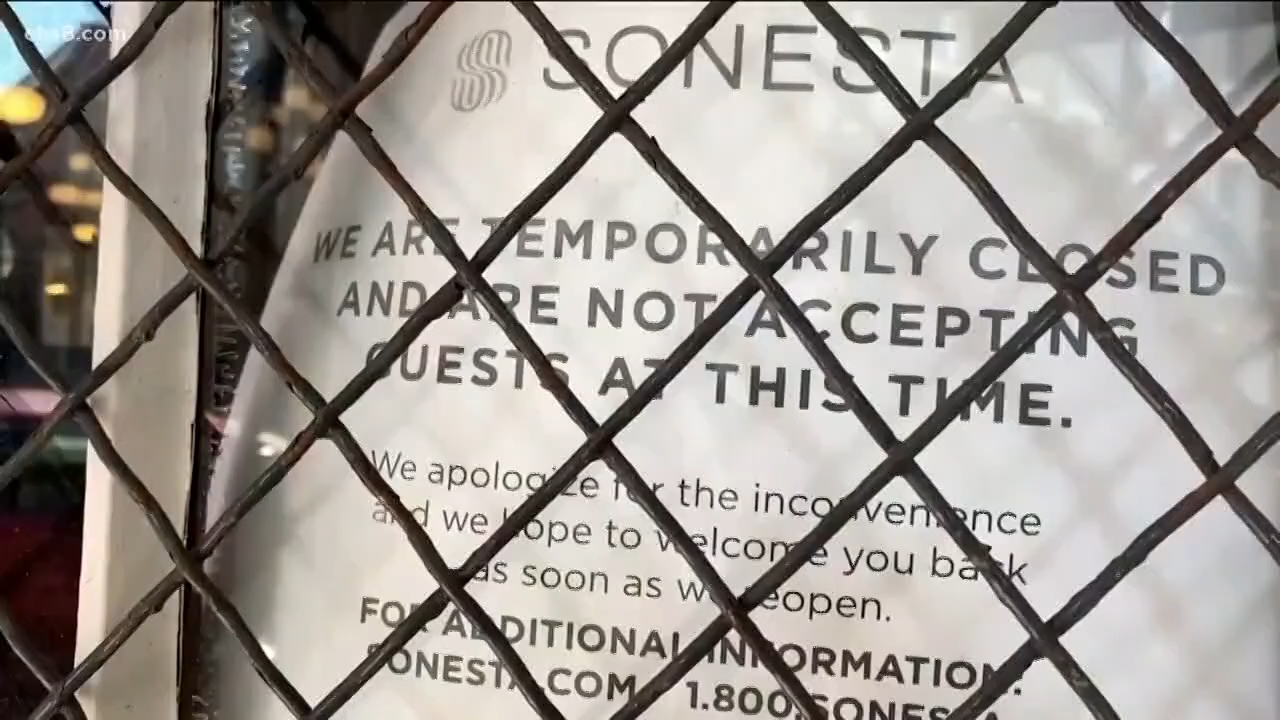 cbs8.com
SONESTA
WE ARE TEMPORARILY CLOSED
AND ARE NOT ACCEPTING
GUESTS AT THIS TIME.
We apologize for the inconvenience
and we hope to welcome you back
as soon as we reopen.
FOR ADDITIONAL INFORMATION:
SONESTA.COM 1.800.SONESTA